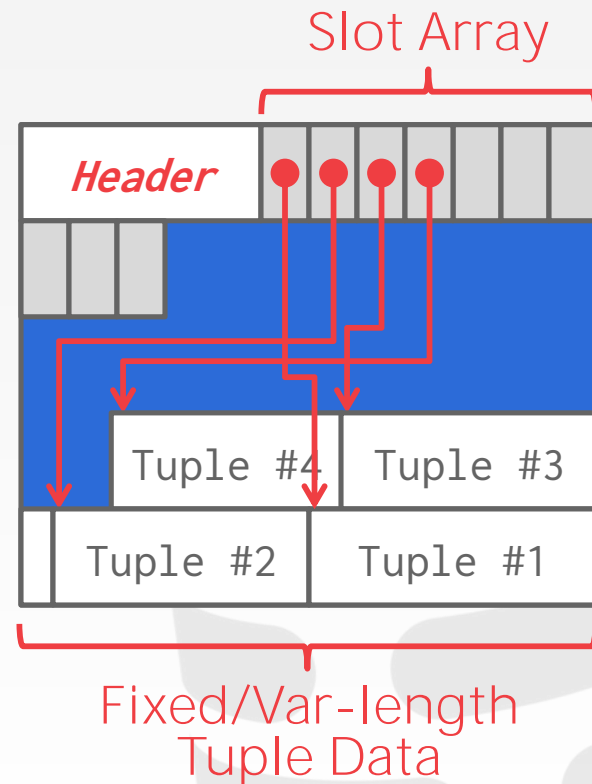 Slot Array
Header
Tuple #4 Tuple #3
Tuple #2 Tuple #1
Fixed/Var-length
Tuple Data